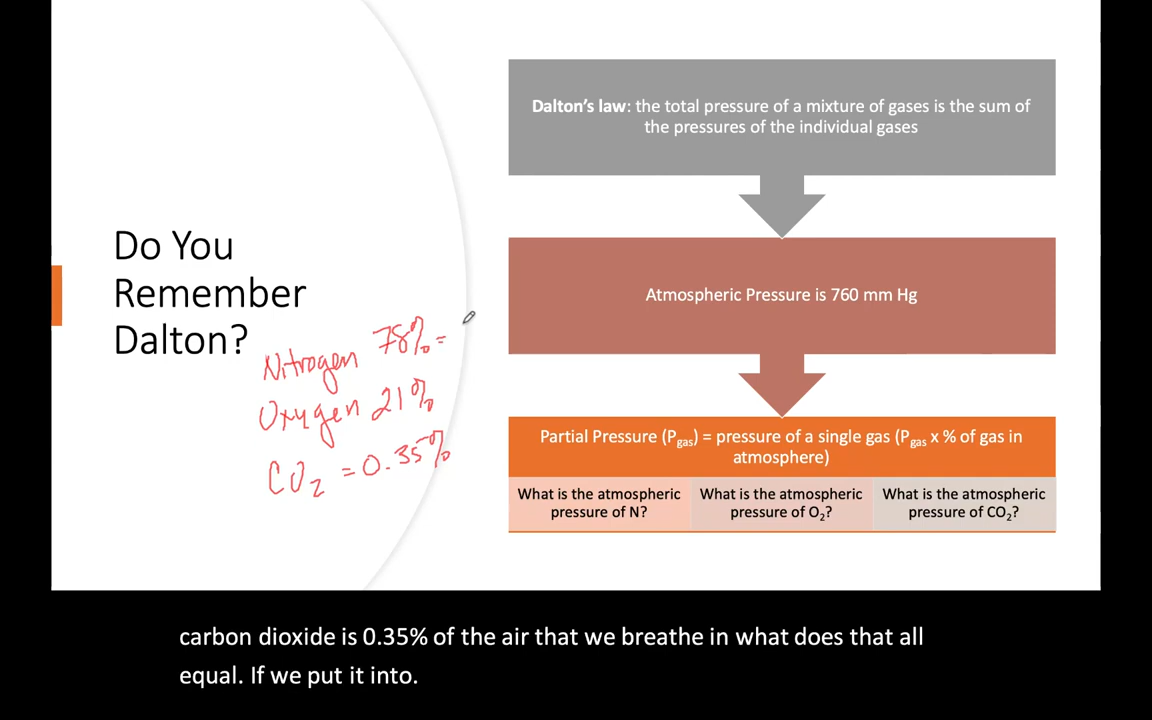 Do You
Remember
Dalton?
Nitrogen 78% =
Oxygen 21%
CO2 = 0.35%
Dalton's law: the total pressure of a mixture of gases is the sum of
the pressures of the individual gases
Atmospheric Pressure is 760 mm Hg
Partial Pressure (Pgas) = pressure of a single gas (Pgas x % of gas in
atmosphere)
What is the atmospheric
pressure of N?
What is the atmospheric
pressure of O2?
What is the atmospheric
pressure of CO2?
carbon dioxide is 0.35% of the air that we breathe in what does that all
equal. If we put it into.